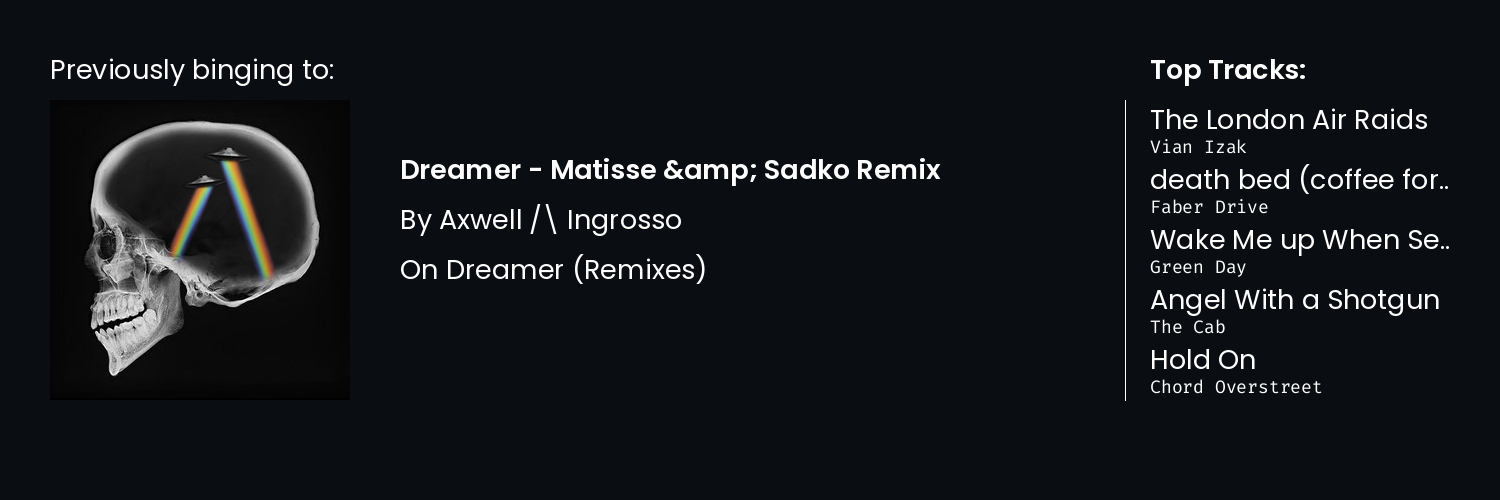 Previously binging to:
Dreamer - Matisse &amp; Sadko Remix
By Axwell /\ Ingrosso
On Dreamer (Remixes)
Top Tracks:
The London Air Raids
Vian Izak
death bed (coffee for..
Faber Drive
Wake Me up When Se..
Green Day
Angel With a Shotgun
The Cab
Hold On
Chord Overstreet